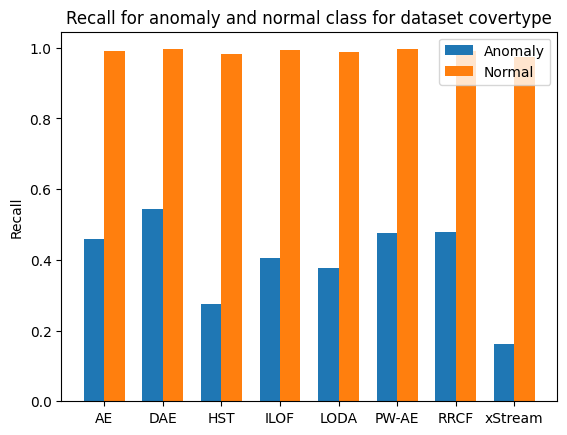 Recall for anomaly and normal class for dataset covertype
Anomaly
Normal
Recall
1.0
0.8
0.6
0.4
0.2
0.0
AE DAE HST ILOF LODA PW-AE RRCF xStream